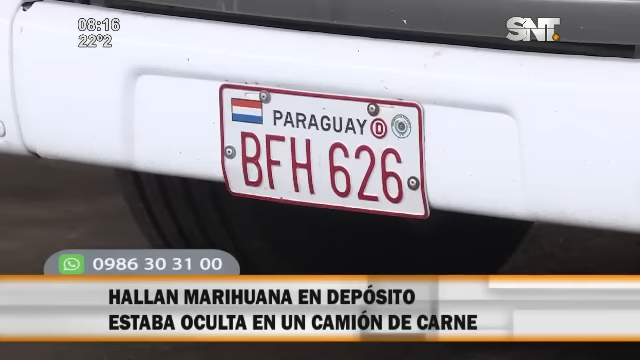 08:16
22°2
SNT.
PARAGUAY D
BFH 626
0986 30 31 00
HALLAN MARIHUANA EN DEPÓSITO
ESTABA OCULTA EN UN CAMIÓN DE CARNE